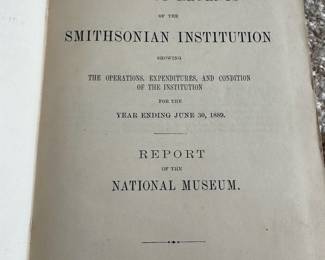 OF THE
SMITHSONIAN INSTITUTION
SHOWING
THE OPERATIONS, EXPENDITURES, AND CONDITION
OF THE INSTITUTION
FOR THE
YEAR ENDING JUNE 30, 1889.
REPORT
OF THE
NATIONAL MUSEUM.